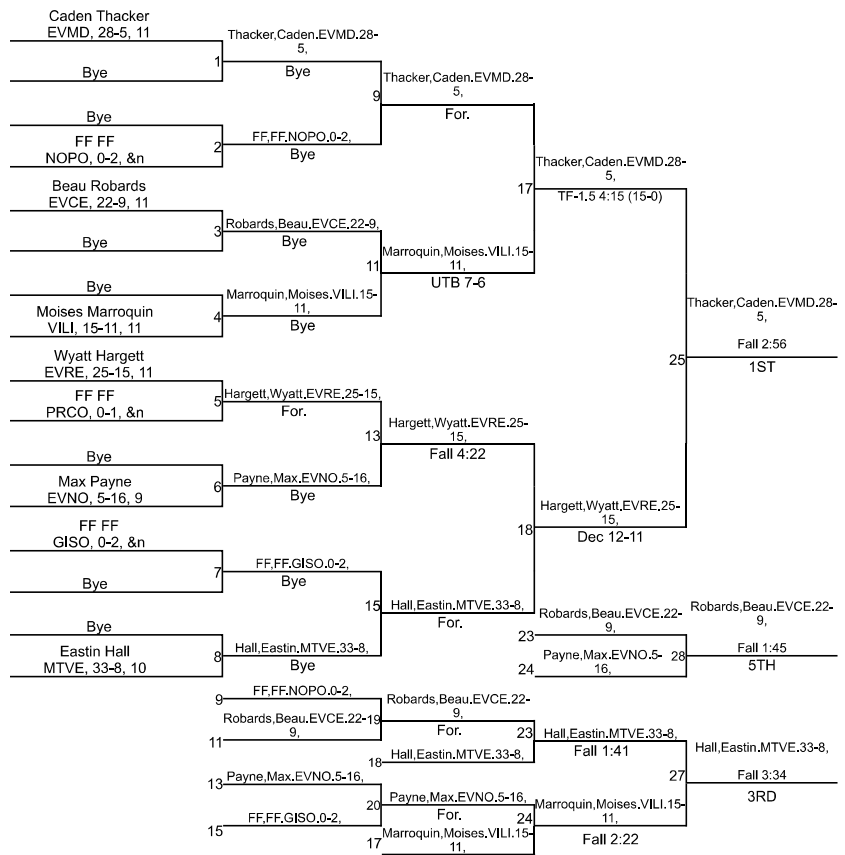 Caden Thacker
EVMD, 28-5, 11
Bye
1
Thacker,Caden.EVMD.28-
5,
Bye
Bye
FF FF
NOPO, 0-2, &n
2
FF,FF.NOPO.0-2,
Bye
9
Thacker,Caden.EVMD.28-
5,
For.
Beau Robards
EVCE, 22-9, 11
Bye
3
Robards,Beau.EVCE.22-9,
Bye
Bye
Moises Marroquin
VILI, 15-11, 11
4
Marroquin,Moises.VILI.15-
11,
Bye
11
Marroquin,Moises.VILI.15-
11,
UTB 7-6
17
Thacker,Caden.EVMD.28-
5,
TF-1.5 4:15 (15-0)
Wyatt Hargett
EVRE, 25-15, 11
FF FF
PRCO, 0-1, &n
5
Hargett,Wyatt.EVRE.25-15,
For.
Bye
Max Payne
EVNO, 5-16, 9
6
Payne,Max.EVNO.5-16,
Bye
13
Hargett,Wyatt.EVRE.25-
15,
Fall 4:22
FF FF
GISO, 0-2, &n
Bye
7
FF,FF.GISO.0-2,
Bye
Bye
Eastin Hall
MTVE, 33-8, 10
8
Hall,Eastin.MTVE.33-8,
Bye
15
Hall,Eastin.MTVE.33-8,
For.
18
Hargett,Wyatt.EVRE.25-
15,
Dec 12-11
25
Thacker,Caden.EVMD.28-
5,
Fall 2:56
1ST
23
Robards,Beau.EVCE.22-
9,
24
Payne,Max.EVNO.5-
16,
28
Robards,Beau.EVCE.22-
9,
Fall 1:45
5TH
9
FF,FF.NOPO.0-2,
11
Robards,Beau.EVCE.22-
9,
19
Robards,Beau.EVCE.22-
9,
For.
18
Hall,Eastin.MTVE.33-8,
23
Hall,Eastin.MTVE.33-8,
Fall 1:41
13
Payne,Max.EVNO.5-16,
15
FF,FF.GISO.0-2,
20
Payne,Max.EVNO.5-16,
For.
17
Marroquin,Moises.VILI.15-
11,
24
Marroquin,Moises.VILI.15-
11,
Fall 2:22
27
Hall,Eastin.MTVE.33-8,
Fall 3:34
3RD